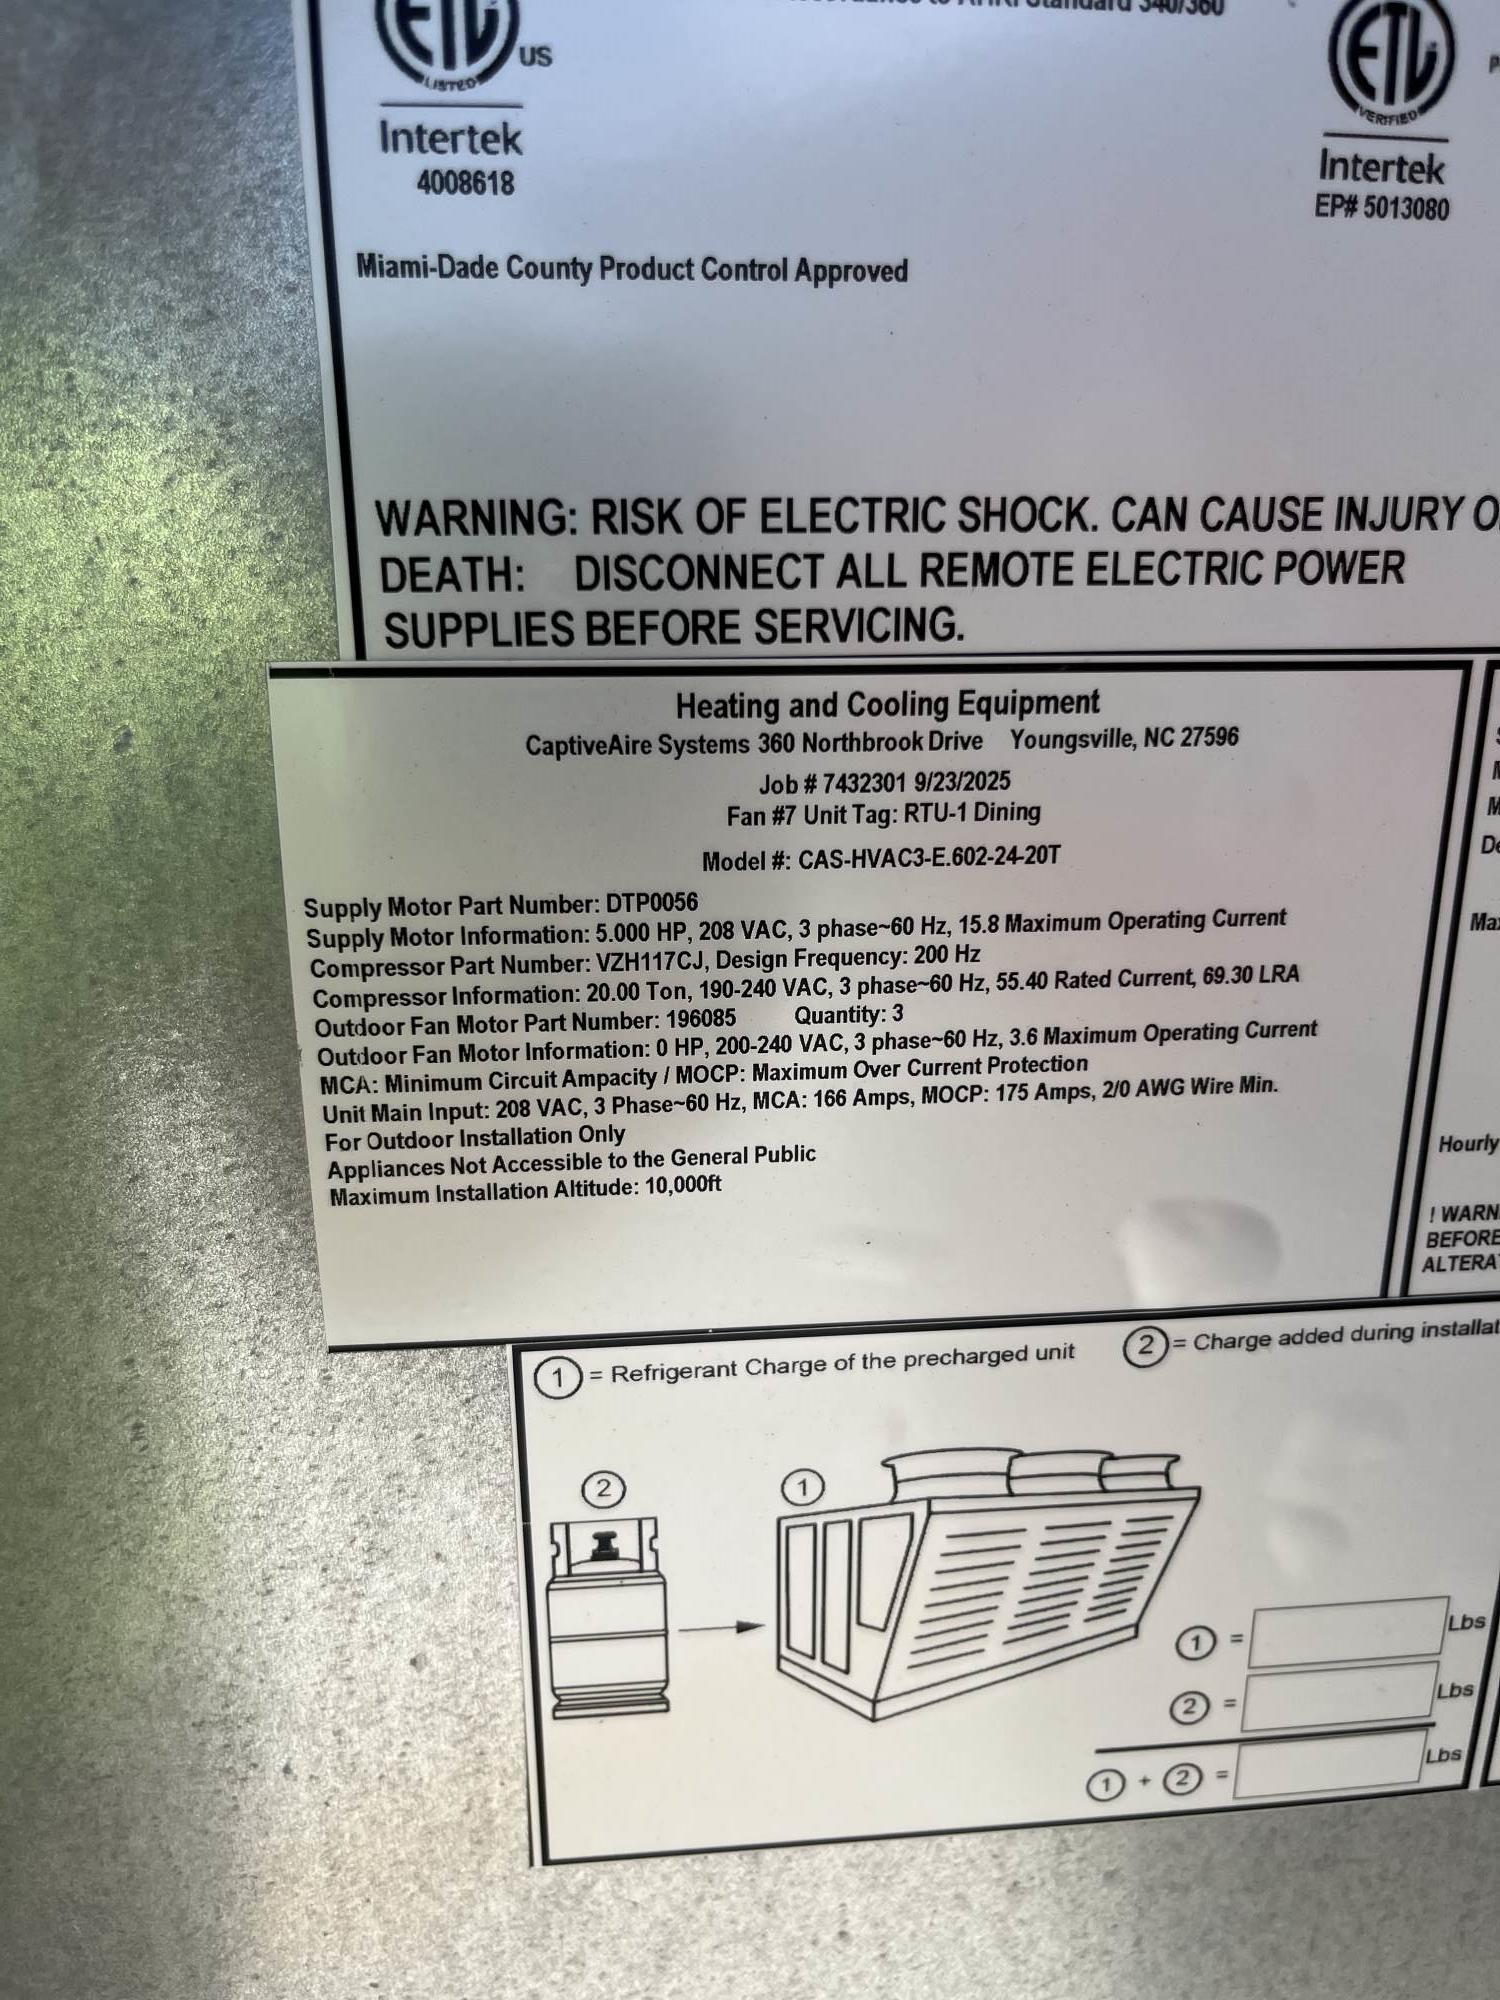 Standard 340/360
ETL
LISTED
US
Intertek
4008618
ETL
VERIFIED
Intertek
EP# 5013080
Miami-Dade County Product Control Approved
WARNING: RISK OF ELECTRIC SHOCK. CAN CAUSE INJURY
DEATH: DISCONNECT ALL REMOTE ELECTRIC POWER
SUPPLIES BEFORE SERVICING.
Heating and Cooling Equipment
CaptiveAire Systems 360 Northbrook Drive Youngsville, NC 27596
Job # 7432301 9/23/2025
Fan #7 Unit Tag: RTU-1 Dining
Model #: CAS-HVAC3-E.602-24-20T
Supply Motor Part Number: DTP0056
Supply Motor Information: 5.000 HP, 208 VAC, 3 phase~60 Hz, 15.8 Maximum Operating Current
Compressor Part Number: VZH117CJ, Design Frequency: 200 Hz
Compressor Information: 20.00 Ton, 190-240 VAC, 3 phase~60 Hz, 55.40 Rated Current, 69.30 LRA
Outdoor Fan Motor Part Number: 196085 Quantity: 3
Outdoor Fan Motor Information: 0 HP, 200-240 VAC, 3 phase~60 Hz, 3.6 Maximum Operating Current
MCA: Minimum Circuit Ampacity / MOCP: Maximum Over Current Protection
Unit Main Input: 208 VAC, 3 Phase~60 Hz, MCA: 166 Amps, MOCP: 175 Amps, 2/0 AWG Wire Min.
For Outdoor Installation Only
Appliances Not Accessible to the General Public
Maximum Installation Altitude: 10,000ft
Hourly
! WARN
BEFORE
ALTERA
1 = Refrigerant Charge of the precharged unit
2 = Charge added during installat
2
1
1 = Lbs
2 = Lbs
1 + 2 = Lbs